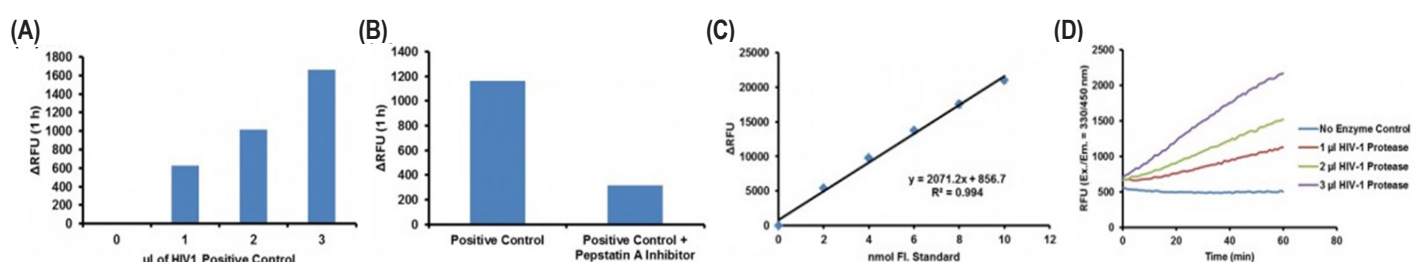 (A)
ΔRFU (1 h)
1800
1600
1400
1200
1000
800
600
400
200
0
0 1 2 3
µl of HIV1 Positive Control
(B)
ΔRFU (1 h)
1400
1200
1000
800
600
400
200
0
Positive Control
Positive Control +
Pepstatin A Inhibitor
(C)
ΔRFU
25000
20000
15000
10000
5000
0
y = 2071.2x + 856.7
R² = 0.994
0 2 4 6 8 10 12
nmol Fl. Standard
(D)
RFU (Ex./Em. = 330/450 nm)
2500
2000
1500
1000
500
0
0 20 40 60 80
Time (min)
No Enzyme Control
1 µl HIV-1 Protease
2 µl HIV-1 Protease
3 µl HIV-1 Protease